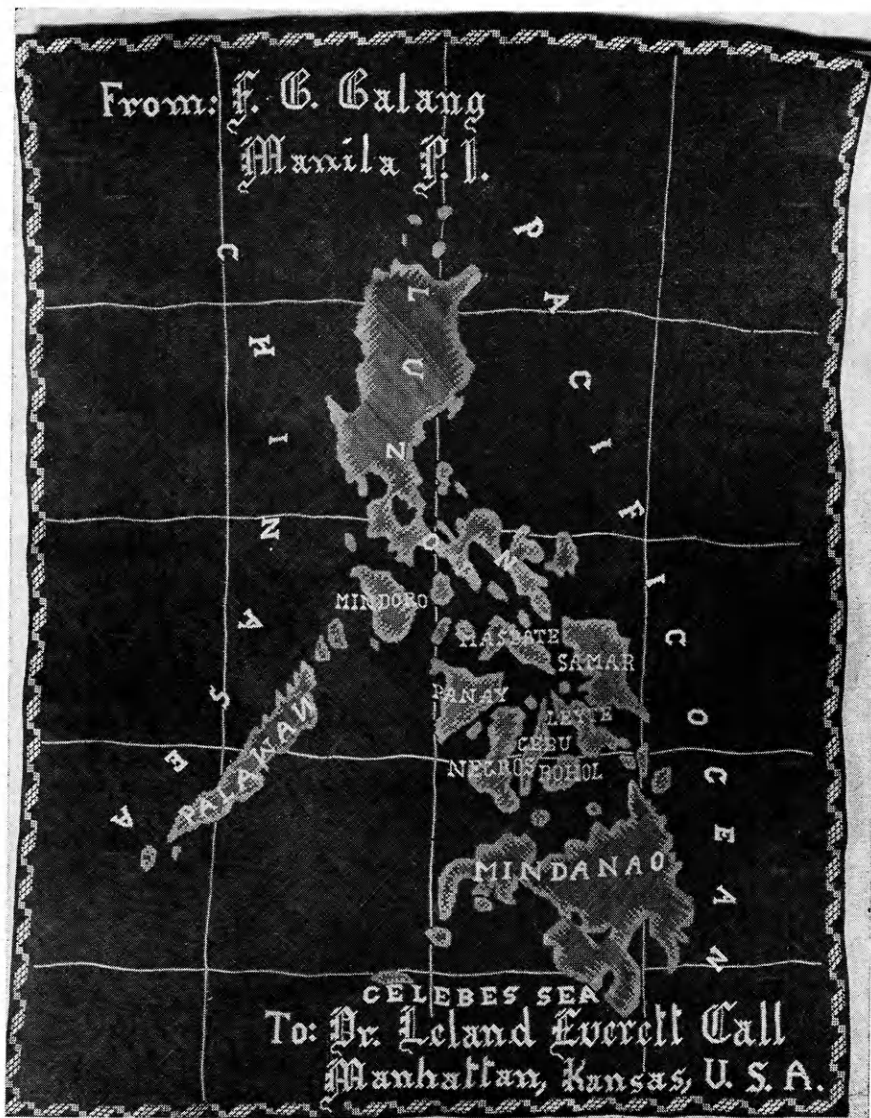 From: F. G. Galang
Manila P. I.
PACIFIC OCEAN
CHINA SEA
LUZON
MINDORO
MASBATE
SAMAR
PANAY
LEYTE
CEBU
NEGROS BOHOL
PALAWAN
MINDANAO
CELEBES SEA
To: Dr. Leland Everett Call
Manhattan, Kansas, U. S. A.